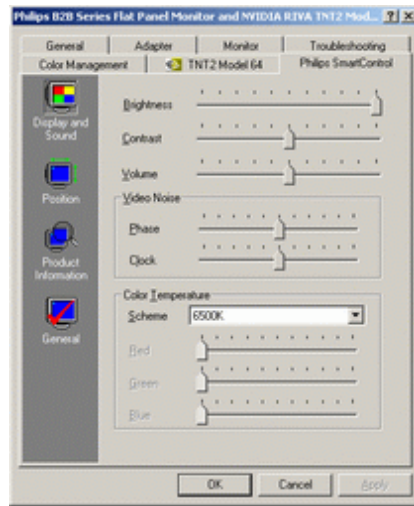 Philips B2B Series Flat Panel Monitor and NVIDIA RIVA TNT2 Mod...
General Adapter Monitor Troubleshooting
Color Management TNT2 Model 64 Philips SmartControl
Display and
Sound
Position
Product
Information
General
Brightness
Contrast
Volume
Video Noise
Phase
Clock
Color Temperature
Scheme 6500K
Red
Green
Blue
OK Cancel Apply